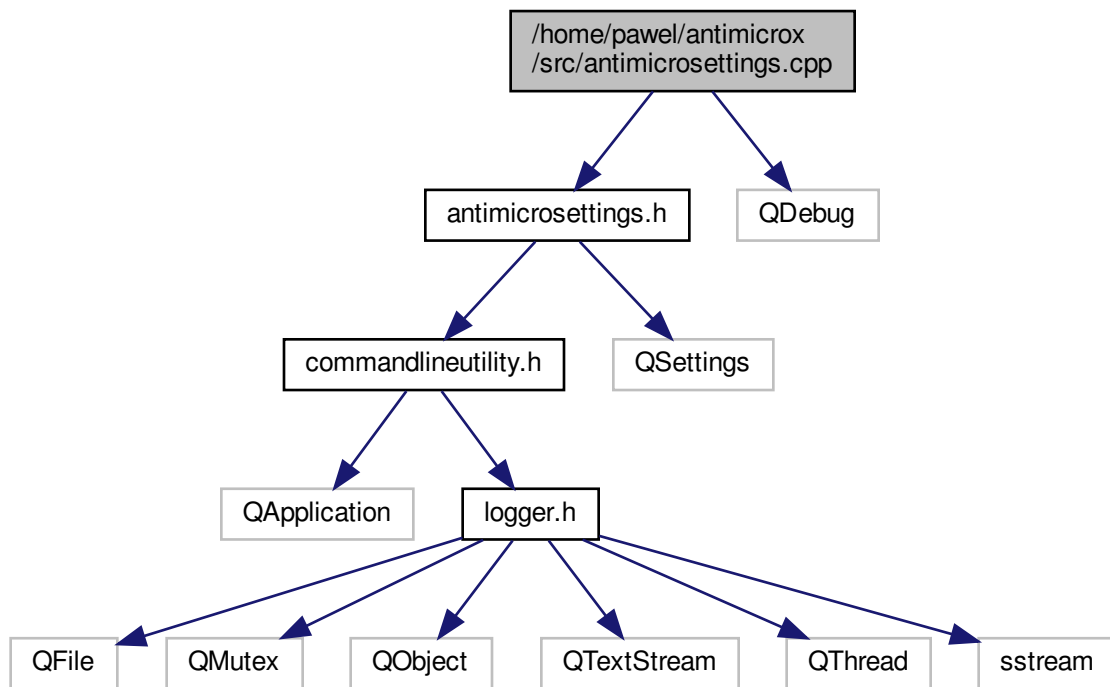 /home/pawel/antimicrox
/src/antimicrosettings.cpp
antimicrosettings.h
QDebug
commandlineutility.h
QSettings
QApplication
logger.h
QFile
QMutex
QObject
QTextStream
QThread
sstream